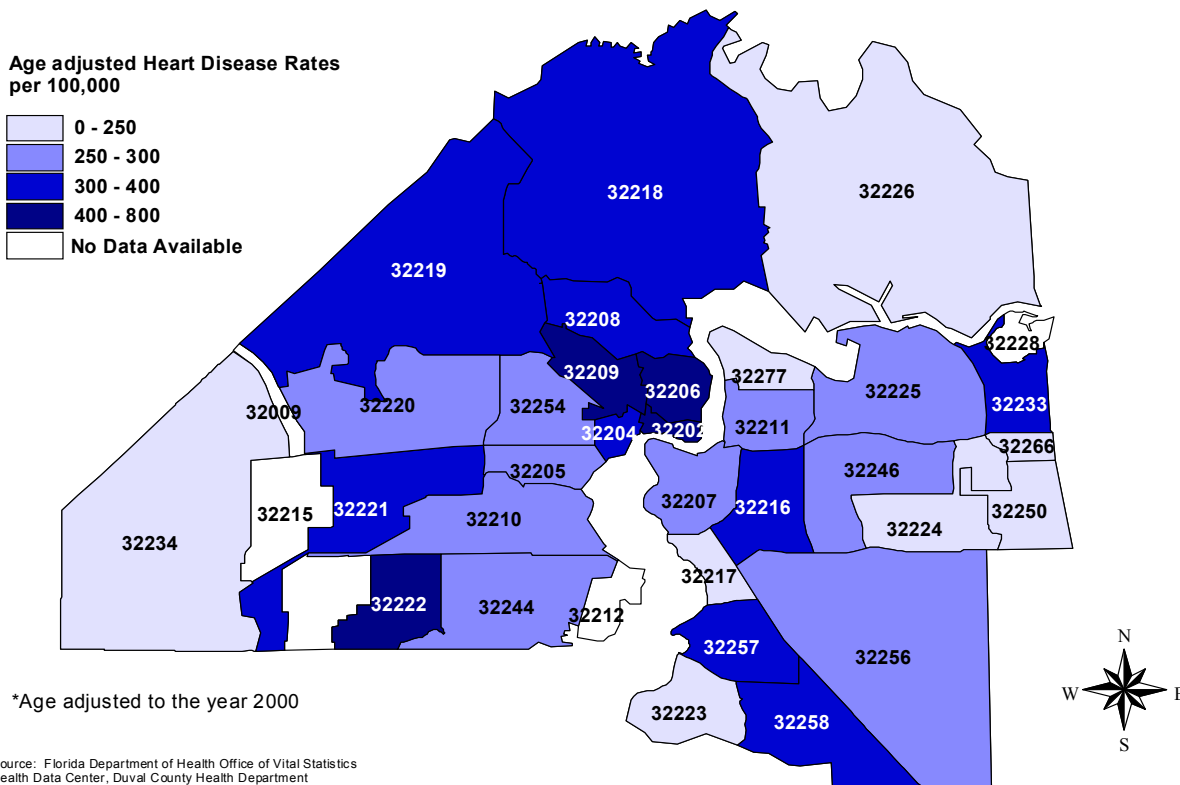 Age adjusted Heart Disease Rates
per 100,000
0 - 250
250 - 300
300 - 400
400 - 800
No Data Available
32218
32226
32219
32208
32228
32209
32277
32206
32225
32009
32220
32254
32233
32211
32204
32202
32266
32205
32246
32207
32221
32216
32250
32215
32210
32224
32234
32217
32222
32244
32212
32257
32256
32223
32258
N
W
E
S
*Age adjusted to the year 2000
ource: Florida Department of Health Office of Vital Statistics
ealth Data Center, Duval County Health Department